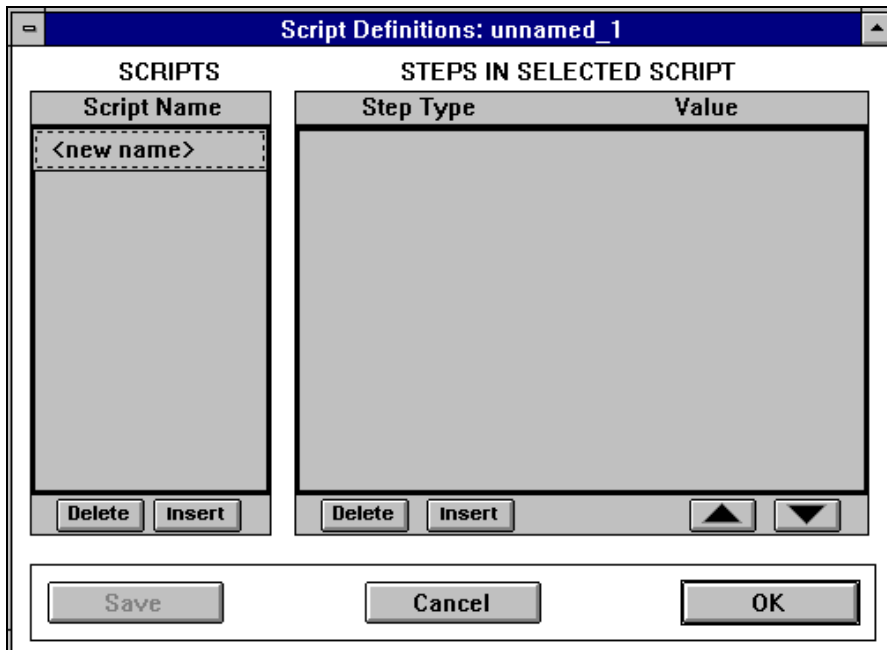 Script Definitions: unnamed_1
SCRIPTS
STEPS IN SELECTED SCRIPT
Script Name
Step Type
Value
<new name>
Delete
Insert
Delete
Insert
Save
Cancel
OK